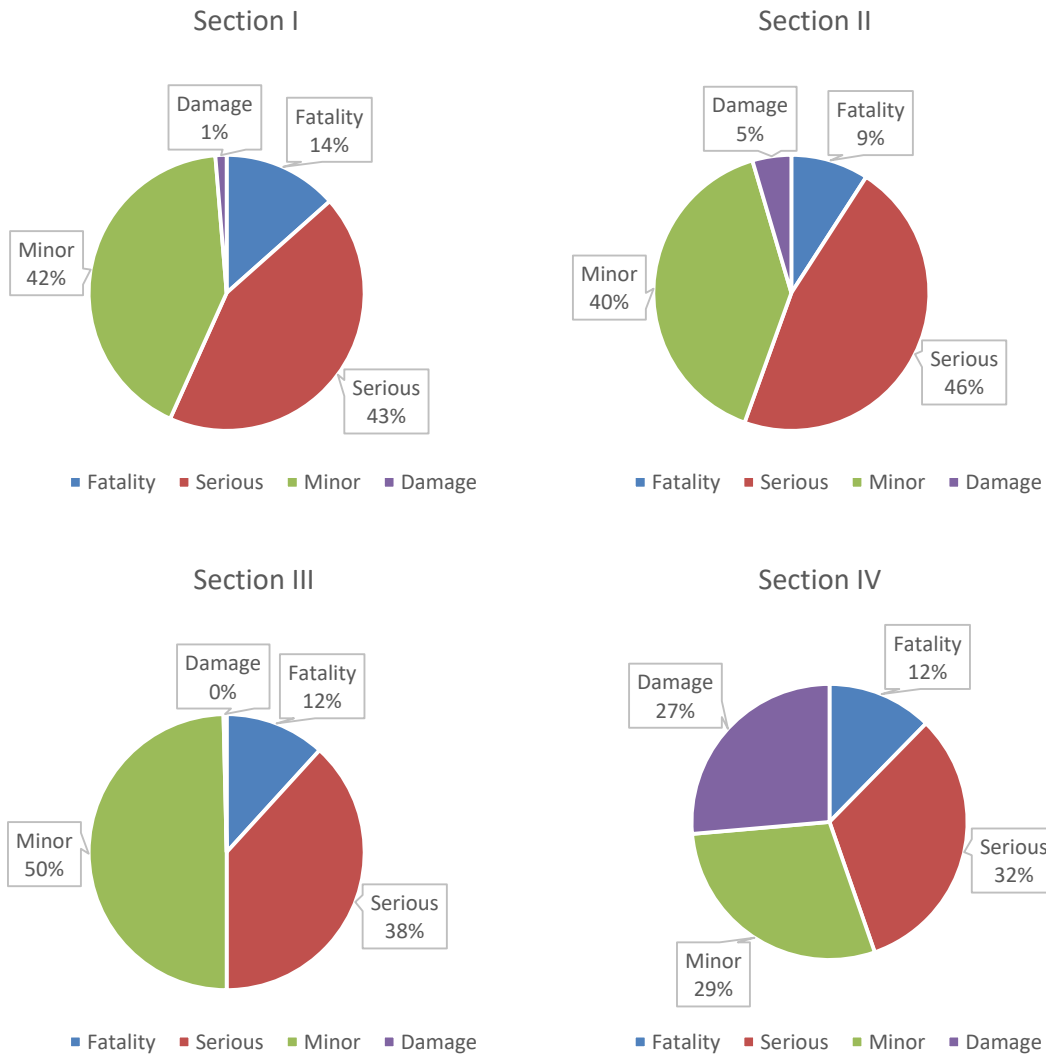 Section I
Damage
1%
Fatality
14%
Minor
42%
Serious
43%
Fatality Serious Minor Damage
Section II
Damage
5%
Fatality
9%
Minor
40%
Serious
46%
Fatality Serious Minor Damage
Section III
Damage
0%
Fatality
12%
Minor
50%
Serious
38%
Fatality Serious Minor Damage
Section IV
Fatality
12%
Damage
27%
Serious
32%
Minor
29%
Fatality Serious Minor Damage